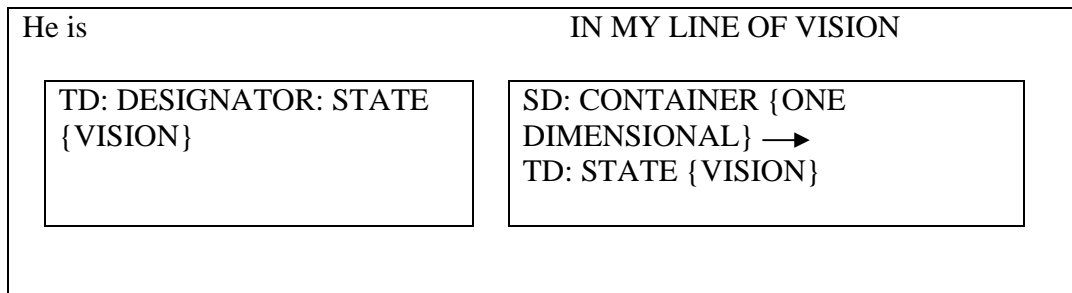 He is IN MY LINE OF VISION
TD: DESIGNATOR: STATE
{VISION}
SD: CONTAINER {ONE
DIMENSIONAL} →
TD: STATE {VISION}